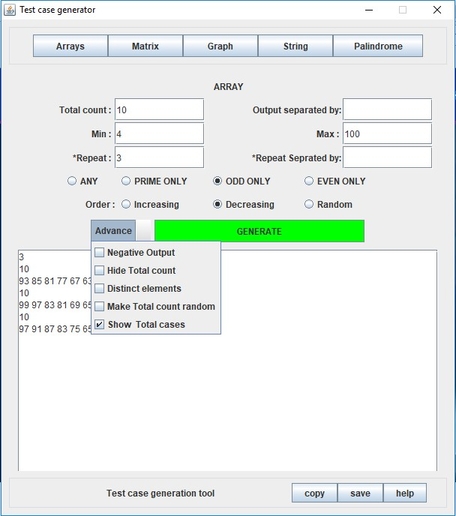 Test case generator
Arrays Matrix Graph String Palindrome
ARRAY
Total count : 10 Output separated by:
Min : 4 Max : 100
*Repeat : 3 *Repeat Seprated by:
ANY PRIME ONLY ODD ONLY EVEN ONLY
Order : Increasing Decreasing Random
Advance GENERATE
Negative Output
Hide Total count
Distinct elements
Make Total count random
Show Total cases
3
10
93 85 81 77 67 63
10
99 97 83 81 69 65
10
97 91 87 83 75 65
Test case generation tool copy save help